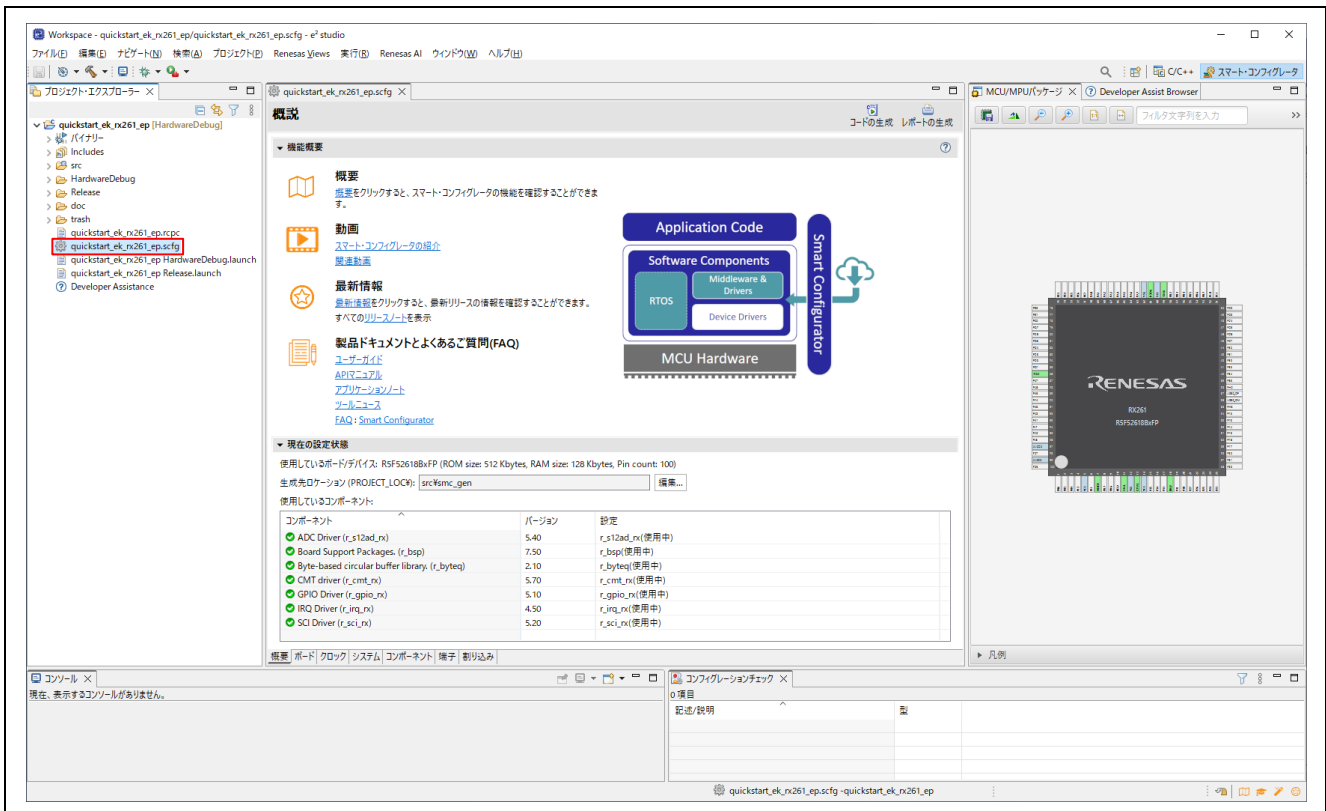 Workspace - quickstart_ek_rx261_ep/quickstart_ek_rx261_ep.scfg - e² studio
ファイル(F) 編集(E) ナビゲート(N) 検索(A) プロジェクト(P) Renesas Views 実行(R) Renesas AI ウィンドウ(W) ヘルプ(H)
C/C++ スマート・コンフィグレータ
プロジェクト・エクスプローラー
quickstart_ek_rx261_ep [HardwareDebug]
バイナリー
Includes
src
HardwareDebug
Release
doc
trash
quickstart_ek_rx261_ep.rcpc
quickstart_ek_rx261_ep.scfg
quickstart_ek_rx261_ep HardwareDebug.launch
quickstart_ek_rx261_ep Release.launch
Developer Assistance
quickstart_ek_rx261_ep.scfg
概説
コードの生成 レポートの生成
機能概要
概要
概要をクリックすると、スマート・コンフィグレータの機能を確認することができま
す。
動画
スマート・コンフィグレータの紹介
関連動画
最新情報
最新情報をクリックすると、最新リリースの情報を確認することができます。
すべてのリリースノートを表示
製品ドキュメントとよくあるご質問(FAQ)
ユーザーガイド
APIマニュアル
アプリケーションノート
ツールニュース
FAQ : Smart Configurator
Application Code
Software Components
RTOS
Middleware &
Drivers
Device Drivers
MCU Hardware
Smart Configurator
現在の設定状態
使用しているボード/デバイス: R5F52618BxFP (ROM size: 512 Kbytes, RAM size: 128 Kbytes, Pin count: 100)
生成先ロケーション (PROJECT_LOC¥): src¥smc_gen 編集...
使用しているコンポーネント:
コンポーネント バージョン 設定
ADC Driver (r_s12ad_rx) 5.40 r_s12ad_rx(使用中)
Board Support Packages. (r_bsp) 7.50 r_bsp(使用中)
Byte-based circular buffer library. (r_byteq) 2.10 r_byteq(使用中)
CMT driver (r_cmt_rx) 5.70 r_cmt_rx(使用中)
GPIO Driver (r_gpio_rx) 5.10 r_gpio_rx(使用中)
IRQ Driver (r_irq_rx) 4.50 r_irq_rx(使用中)
SCI Driver (r_sci_rx) 5.20 r_sci_rx(使用中)
概要 ボード クロック システム コンポーネント 端子 割り込み
MCU/MPUパッケージ Developer Assist Browser
フィルタ文字列を入力
RENESAS
RX261
R5F52618BxFP
凡例
コンソール
現在、表示するコンソールがありません。
コンフィグレーションチェック
0 項目
記述/説明 型
quickstart_ek_rx261_ep.scfg -quickstart_ek_rx261_ep